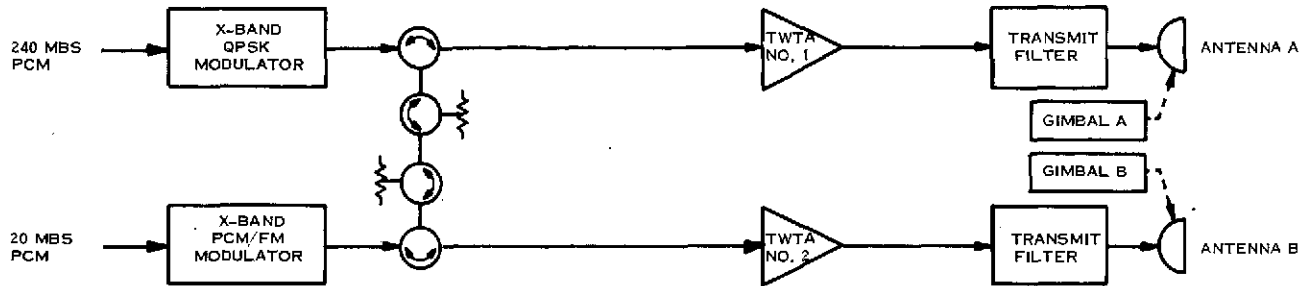 240 MBS
PCM
X-BAND
QPSK
MODULATOR
TWTA
NO. 1
TRANSMIT
FILTER
ANTENNA A
GIMBAL A
GIMBAL B
20 MBS
PCM
X-BAND
PCM/FM
MODULATOR
TWTA
NO. 2
TRANSMIT
FILTER
ANTENNA B